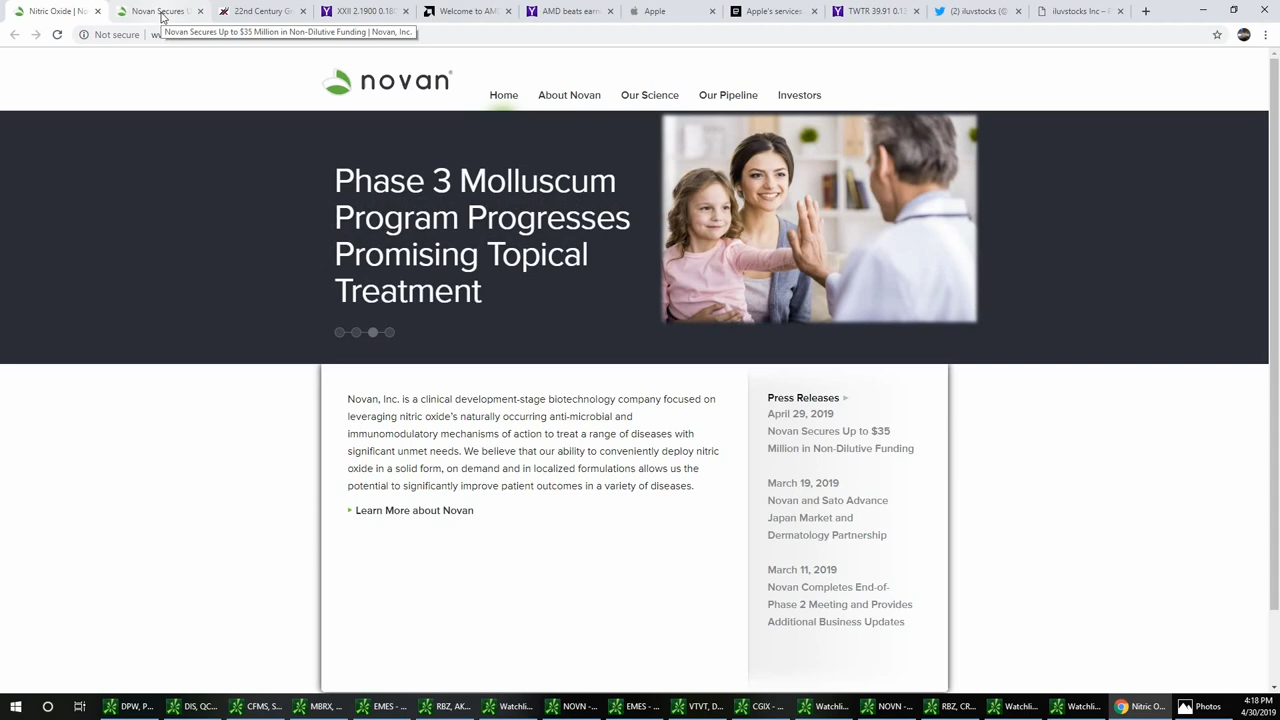 Nitric Oxide | No
Novan Secures U
22nd Century Gr
XXII 2.1900 0.180
Welcome to AM
AMD beats earn
Apple
Apple's services
TWTR 39.91 0.13
(2) iluvstocks (@
iluvstocks Inc – P
Not secure
Novan Secures Up to $35 Million in Non-Dilutive Funding | Novan, Inc.
novan
Home
About Novan
Our Science
Our Pipeline
Investors
Phase 3 Molluscum
Program Progresses
Promising Topical
Treatment
Novan, Inc. is a clinical development-stage biotechnology company focused on
leveraging nitric oxide's naturally occurring anti-microbial and
immunomodulatory mechanisms of action to treat a range of diseases with
significant unmet needs. We believe that our ability to conveniently deploy nitric
oxide in a solid form, on demand and in localized formulations allows us the
potential to significantly improve patient outcomes in a variety of diseases.
Learn More about Novan
Press Releases
April 29, 2019
Novan Secures Up to $35
Million in Non-Dilutive Funding
March 19, 2019
Novan and Sato Advance
Japan Market and
Dermatology Partnership
March 11, 2019
Novan Completes End-of-
Phase 2 Meeting and Provides
Additional Business Updates
DPW, P...
DIS, QC...
CFMS, S...
MBRX, ...
EMES - ...
RBZ, AK...
Watchli...
NOVN -...
EMES - ...
VTVT, D...
CGIX - ...
Watchli...
NOVN -...
RBZ, CR...
Watchli...
Watchli...
Nitric O...
Photos
4:18 PM
4/30/2019